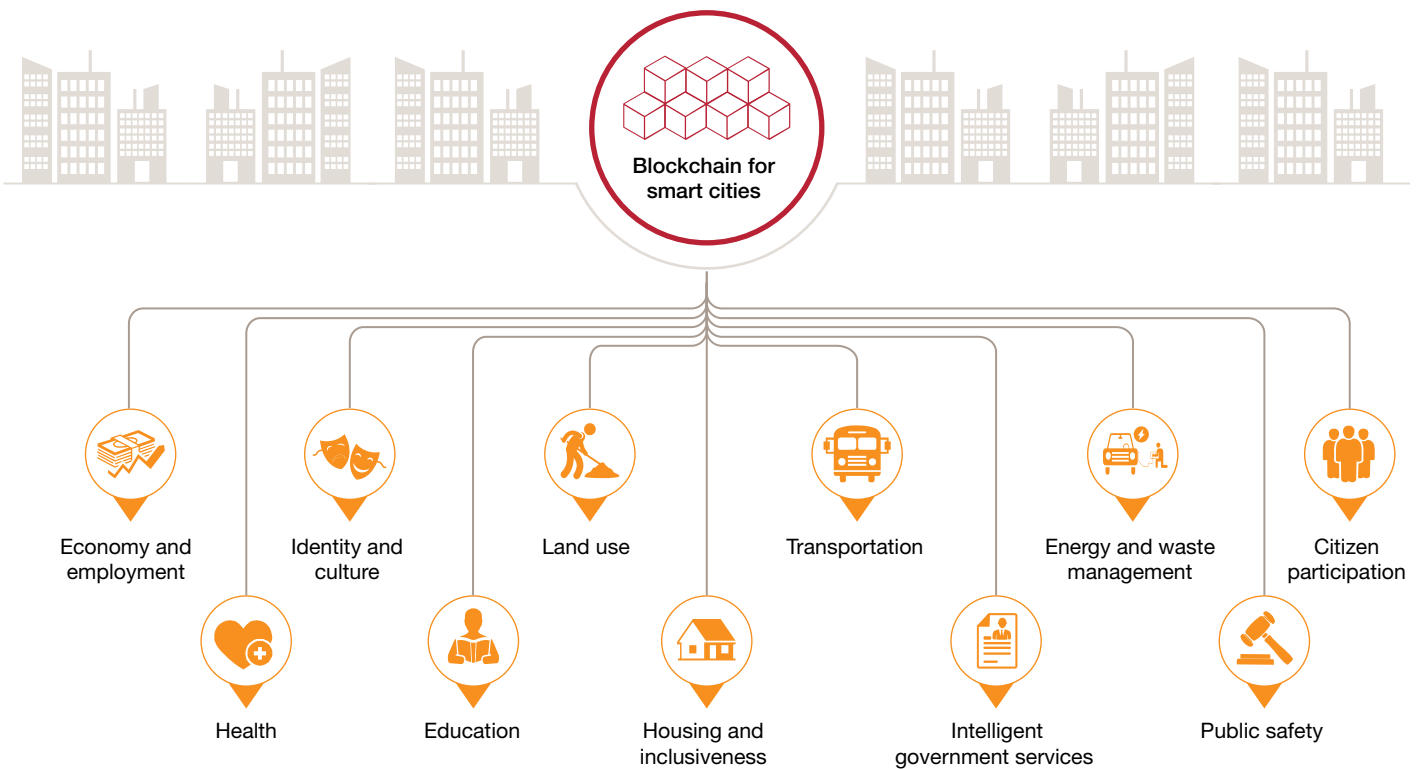 Blockchain for
smart cities
Economy and
employment
Identity and
culture
Land use
Transportation
Energy and waste
management
Citizen
participation
Health
Education
Housing and
inclusiveness
Intelligent
government services
Public safety